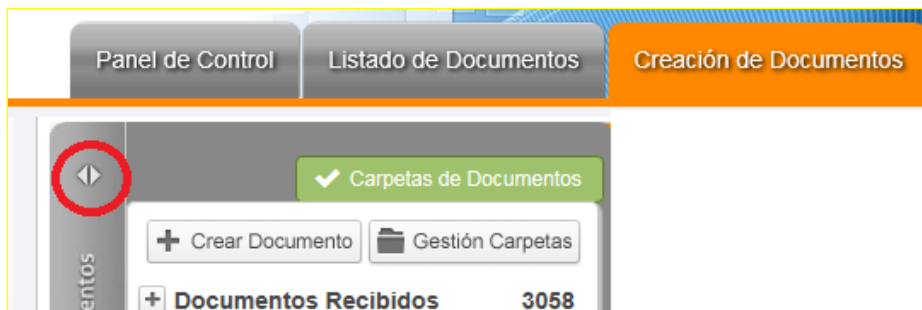 Panel de Control
Listado de Documentos
Creación de Documentos
Carpetas de Documentos
Crear Documento
Gestión Carpetas
Documentos Recibidos 3058